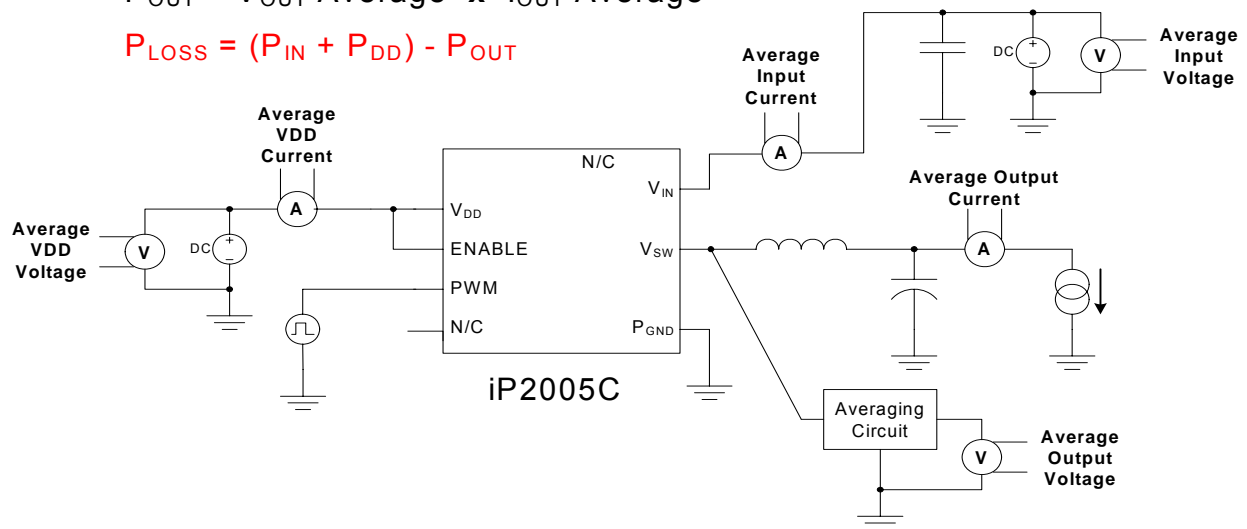 P_OUT = V_OUT Average x I_OUT Average
P_LOSS = (P_IN + P_DD) - P_OUT
Average
Input
Current
DC
+
−
V
Average
Input
Voltage
Average
VDD
Current
A
N/C
V_IN
A
Average Output
Current
A
Average
VDD
Voltage
V
DC
+
−
V_DD
ENABLE
PWM
N/C
V_SW
P_GND
iP2005C
Averaging
Circuit
V
Average
Output
Voltage